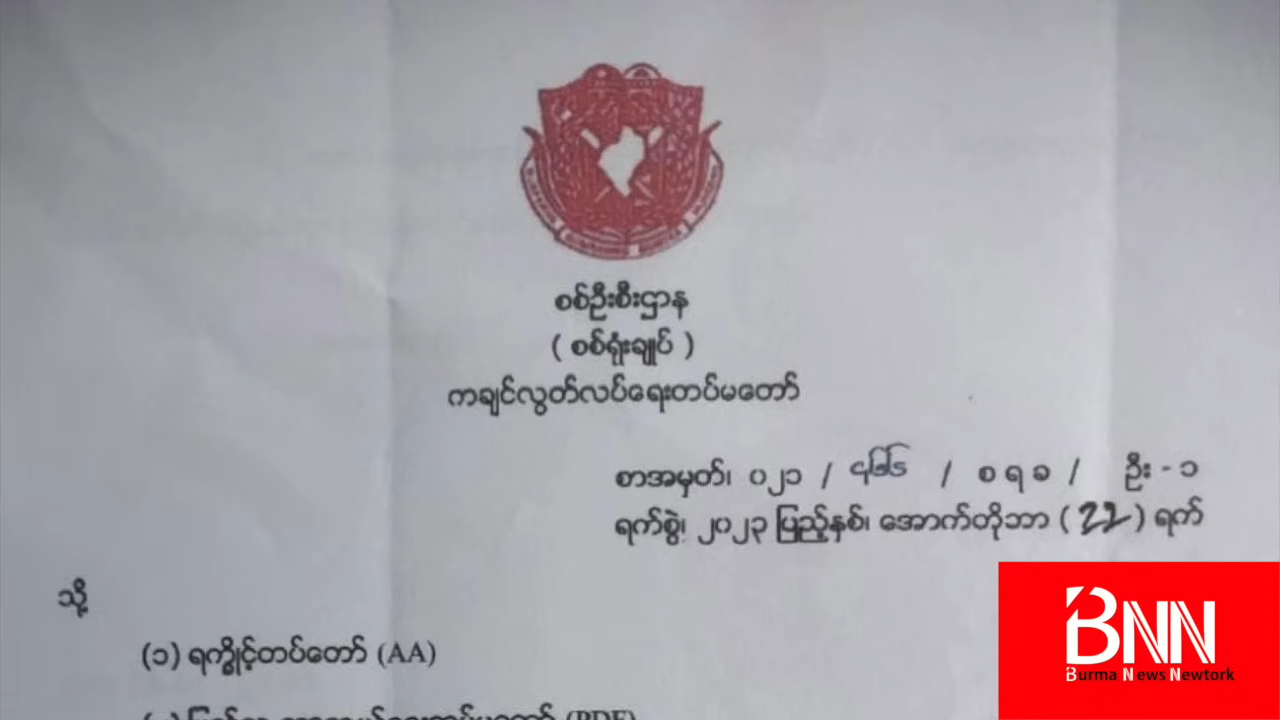 စစ်ဦးစီးဌာန
( စစ်ရုံးချုပ် )
ကချင်လွတ်လပ်ရေးတပ်မတော်
စာအမှတ်၊ ၀၂၁ / / စ ရ ခ / ဦး - ၁
ရက်စွဲ၊ ၂၀၂၃ ပြည့်နှစ်၊ အောက်တိုဘာ ( 22 ) ရက်
သို့
(၁) ရက္ခိုင့်တပ်တော် (AA)
(PDF)
BNN
Burma News Newtork